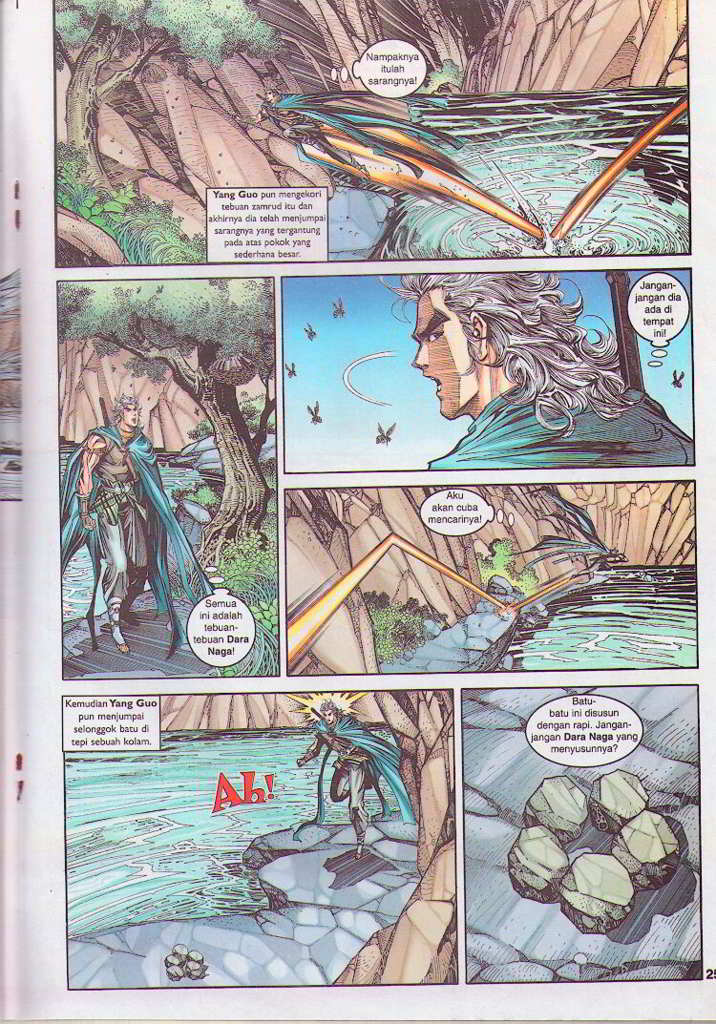 Nampaknya
itulah
sarangnya!
Yang Guo pun mengekori
tebuan zamrud itu dan
akhirnya dia telah menjumpai
sarangnya yang tergantung
pada atas pokok yang
sederhana besar.
Semua
ini adalah
tebuan-
tebuan Dara
Naga!
Jangan-
jangan dia
ada di
tempat
ini!
Aku
akan cuba
mencarinya!
Kemudian Yang Guo
pun menjumpai
selonggok batu di
tepi sebuah kolam.
Ah!
Batu-
batu ini disusun
dengan rapi. Jangan-
jangan Dara Naga yang
menyusunnya?